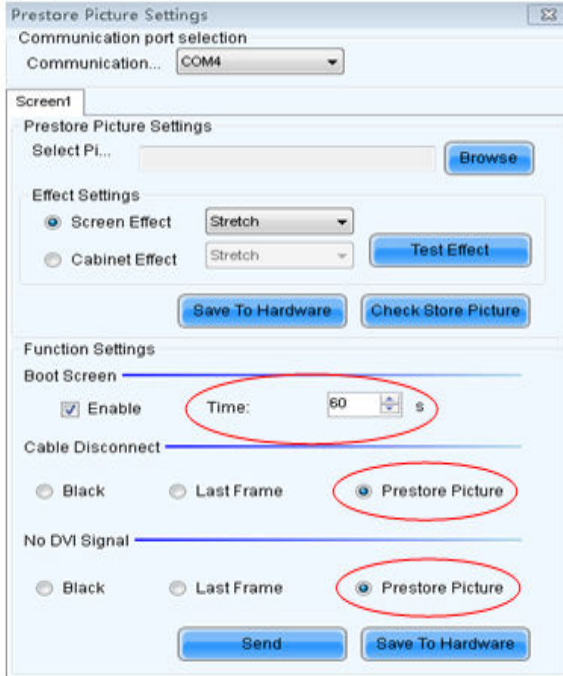 Prestore Picture Settings
Communication port selection
Communication... COM4
Screen1
Prestore Picture Settings
Select Pi... Browse
Effect Settings
Screen Effect Stretch
Cabinet Effect Stretch Test Effect
Save To Hardware Check Store Picture
Function Settings
Boot Screen
Enable Time: 60 s
Cable Disconnect
Black Last Frame Prestore Picture
No DVI Signal
Black Last Frame Prestore Picture
Send Save To Hardware